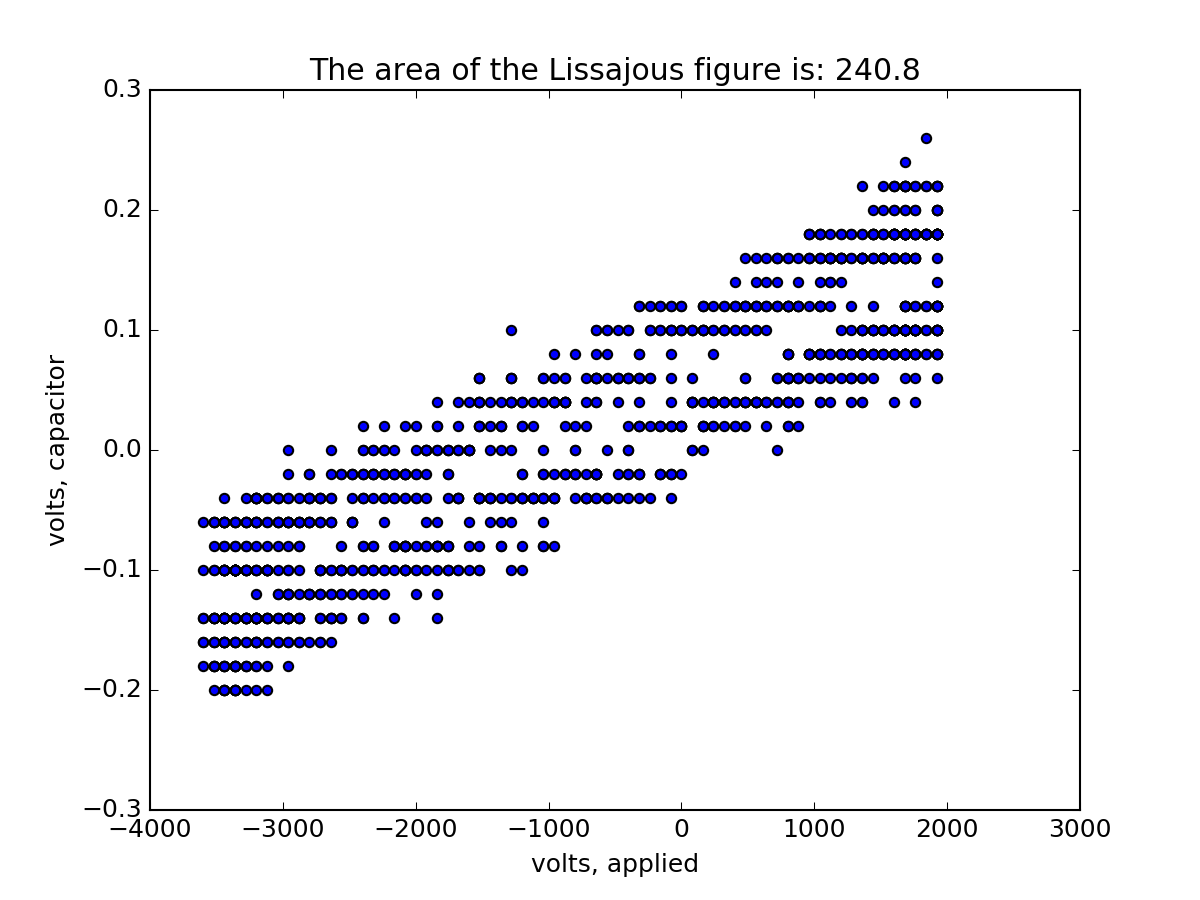 The area of the Lissajous figure is: 240.8
0.3
0.2
0.1
0.0
−0.1
−0.2
−0.3
volts, capacitor
−4000 −3000 −2000 −1000 0 1000 2000 3000
volts, applied